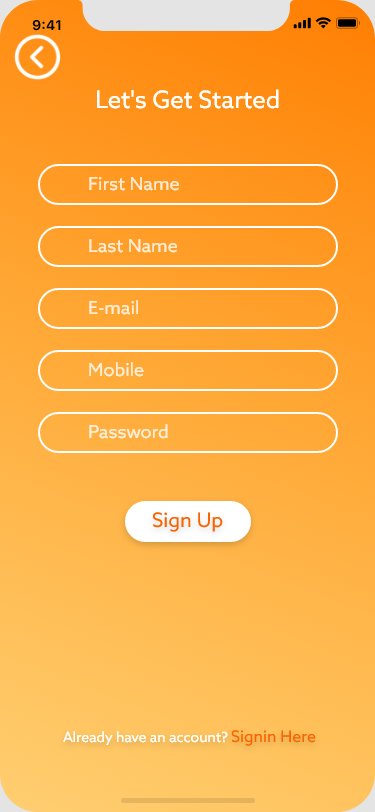 9:41
Let's Get Started
First Name
Last Name
E-mail
Mobile
Password
Sign Up
Already have an account? Signin Here